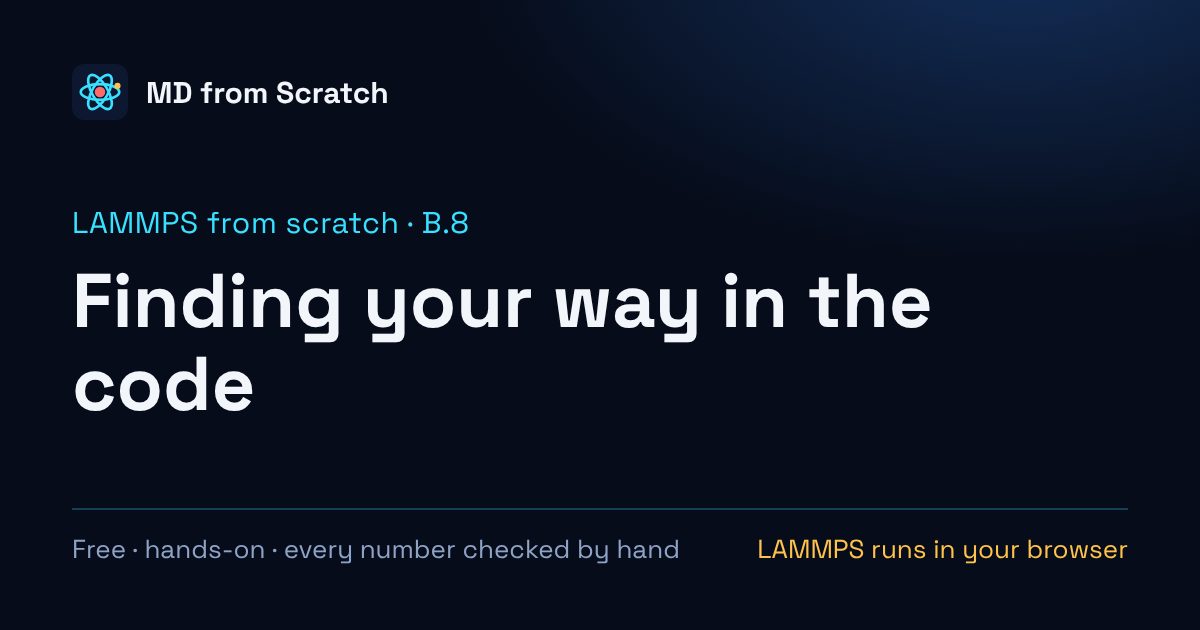 MD from Scratch
LAMMPS from scratch · B.8
Finding your way in the
code
Free · hands-on · every number checked by hand
LAMMPS runs in your browser